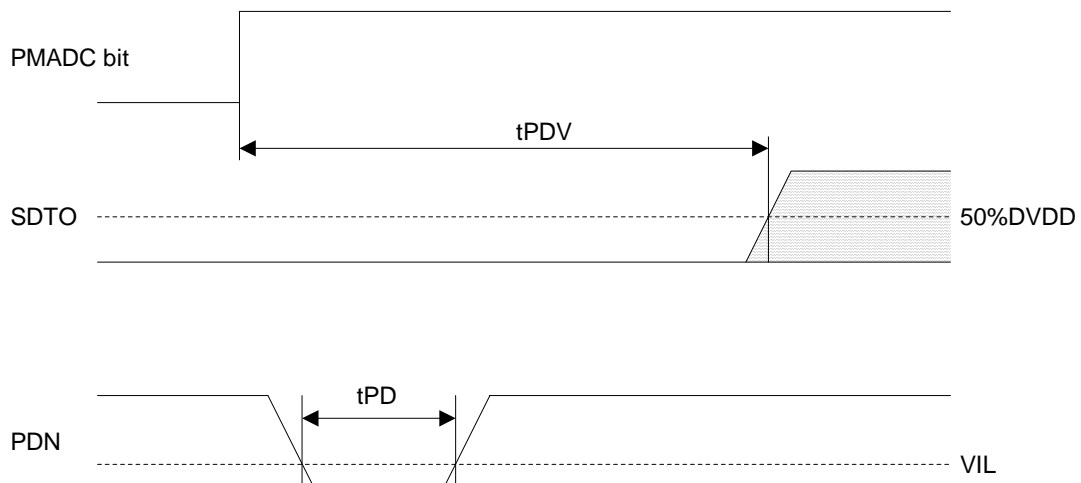 PMADC bit
tPDV
SDTO
50%DVDD
tPD
PDN
VIL